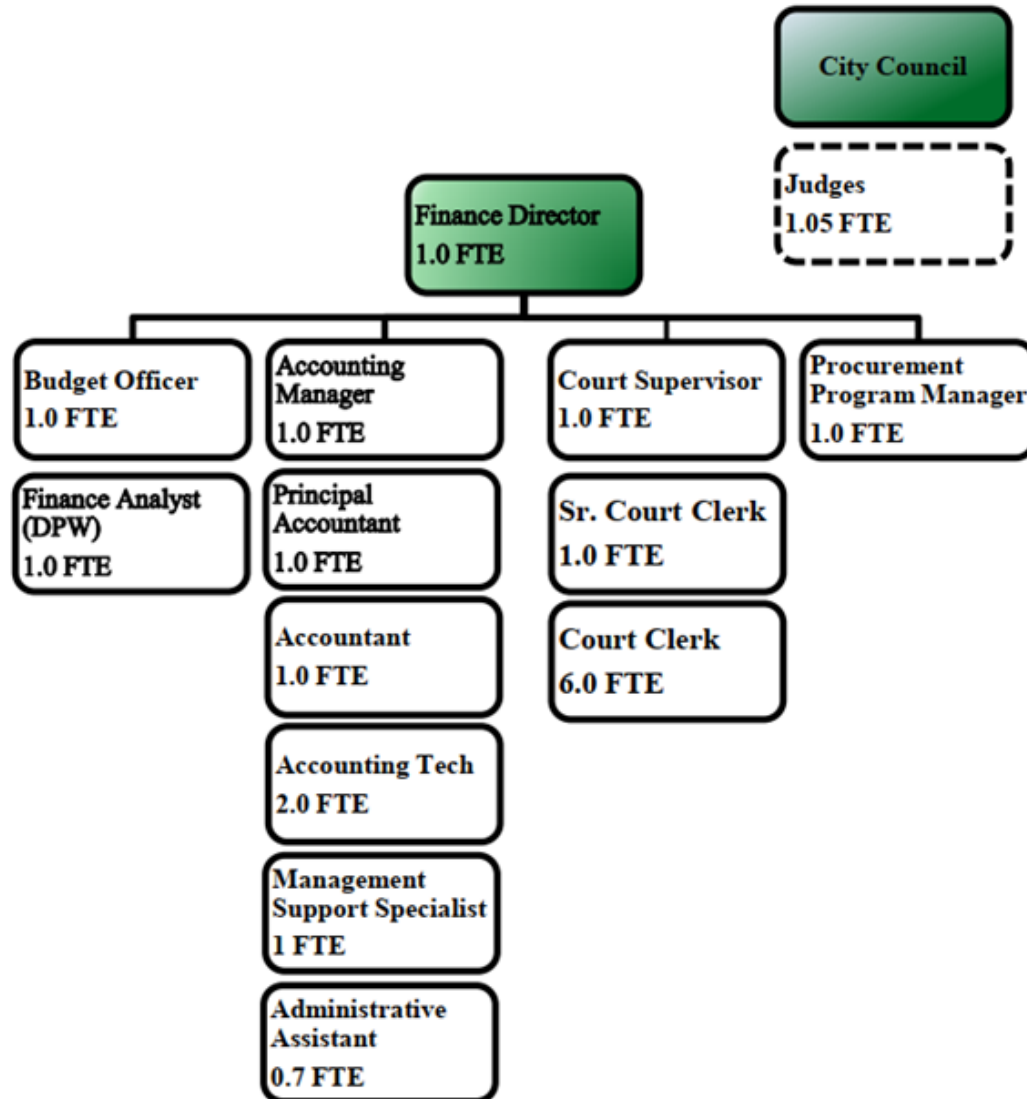 City Council
Judges
1.05 FTE
Finance Director
1.0 FTE
Budget Officer
1.0 FTE
Finance Analyst
(DPW)
1.0 FTE
Accounting
Manager
1.0 FTE
Principal
Accountant
1.0 FTE
Accountant
1.0 FTE
Accounting Tech
2.0 FTE
Management
Support Specialist
1 FTE
Administrative
Assistant
0.7 FTE
Court Supervisor
1.0 FTE
Sr. Court Clerk
1.0 FTE
Court Clerk
6.0 FTE
Procurement
Program Manager
1.0 FTE